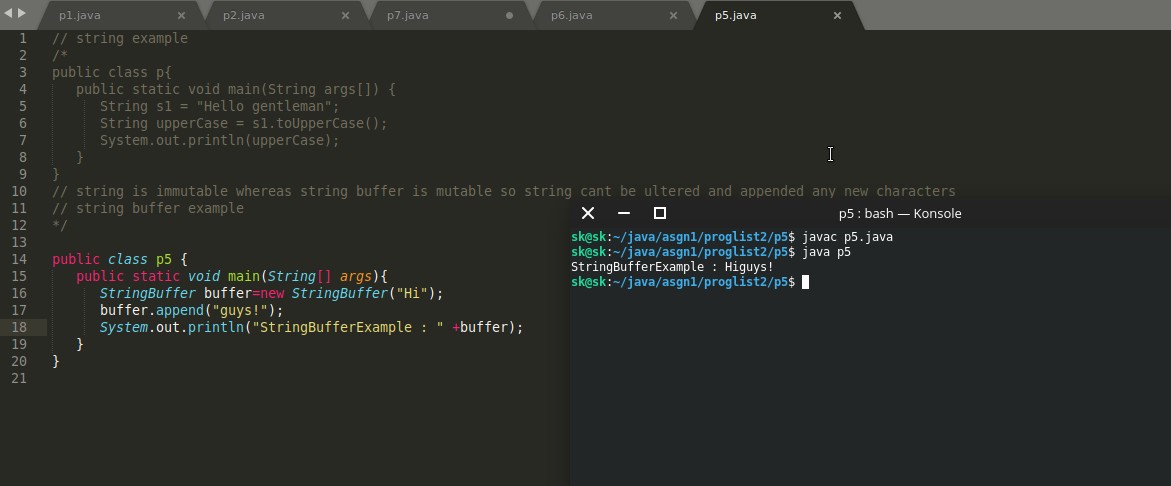 p1.java × p2.java × p7.java p6.java × p5.java ×
1 // string example
2 /*
3 public class p{
4 public static void main(String args[]) {
5 String s1 = "Hello gentleman";
6 String upperCase = s1.toUpperCase();
7 System.out.println(upperCase);
8 }
9 }
10 // string is immutable whereas string buffer is mutable so string cant be ultered and appended any new characters
11 // string buffer example
12 */
13
14 public class p5 {
15 public static void main(String[] args){
16 StringBuffer buffer=new StringBuffer("Hi");
17 buffer.append("guys!");
18 System.out.println("StringBufferExample : " +buffer);
19 }
20 }
21
p5 : bash — Konsole
sk@sk:~/java/asgn1/proglist2/p5$ javac p5.java
sk@sk:~/java/asgn1/proglist2/p5$ java p5
StringBufferExample : Higuys!
sk@sk:~/java/asgn1/proglist2/p5$